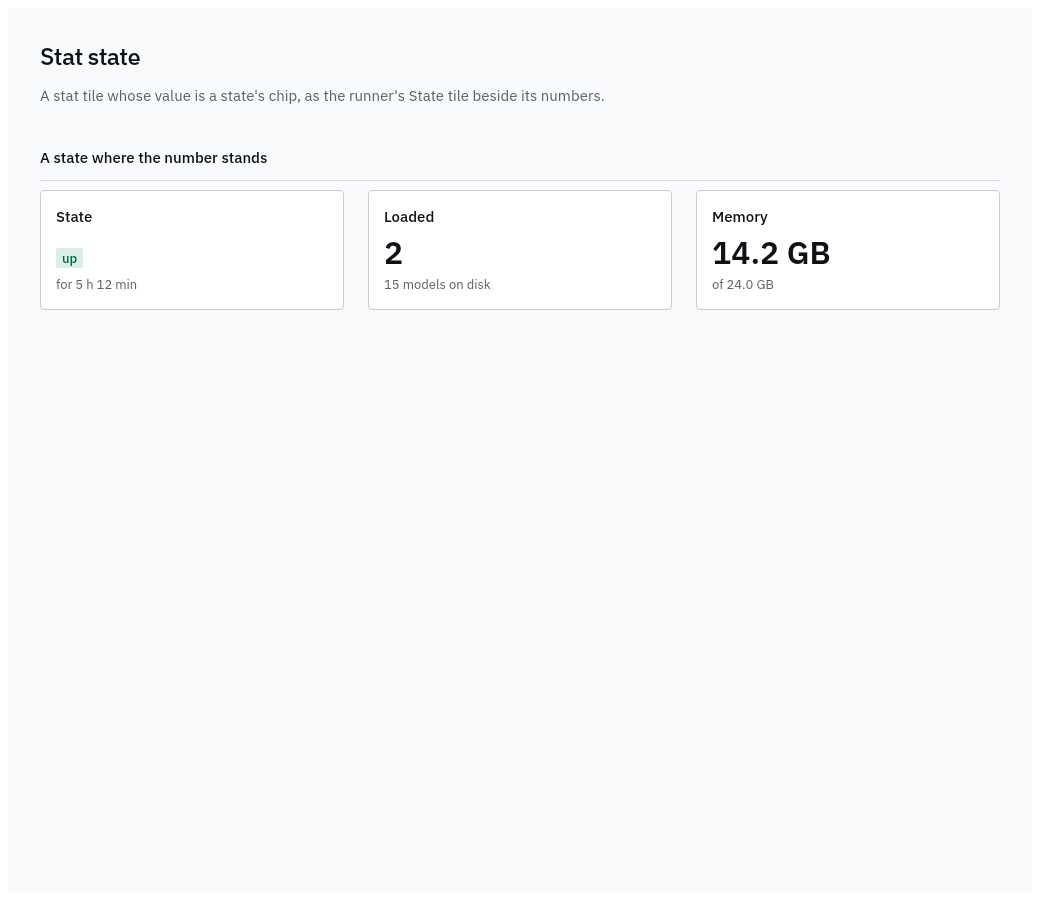 Stat state
A stat tile whose value is a state's chip, as the runner's State tile beside its numbers.
A state where the number stands
State
up
for 5 h 12 min
Loaded
2
15 models on disk
Memory
14.2 GB
of 24.0 GB